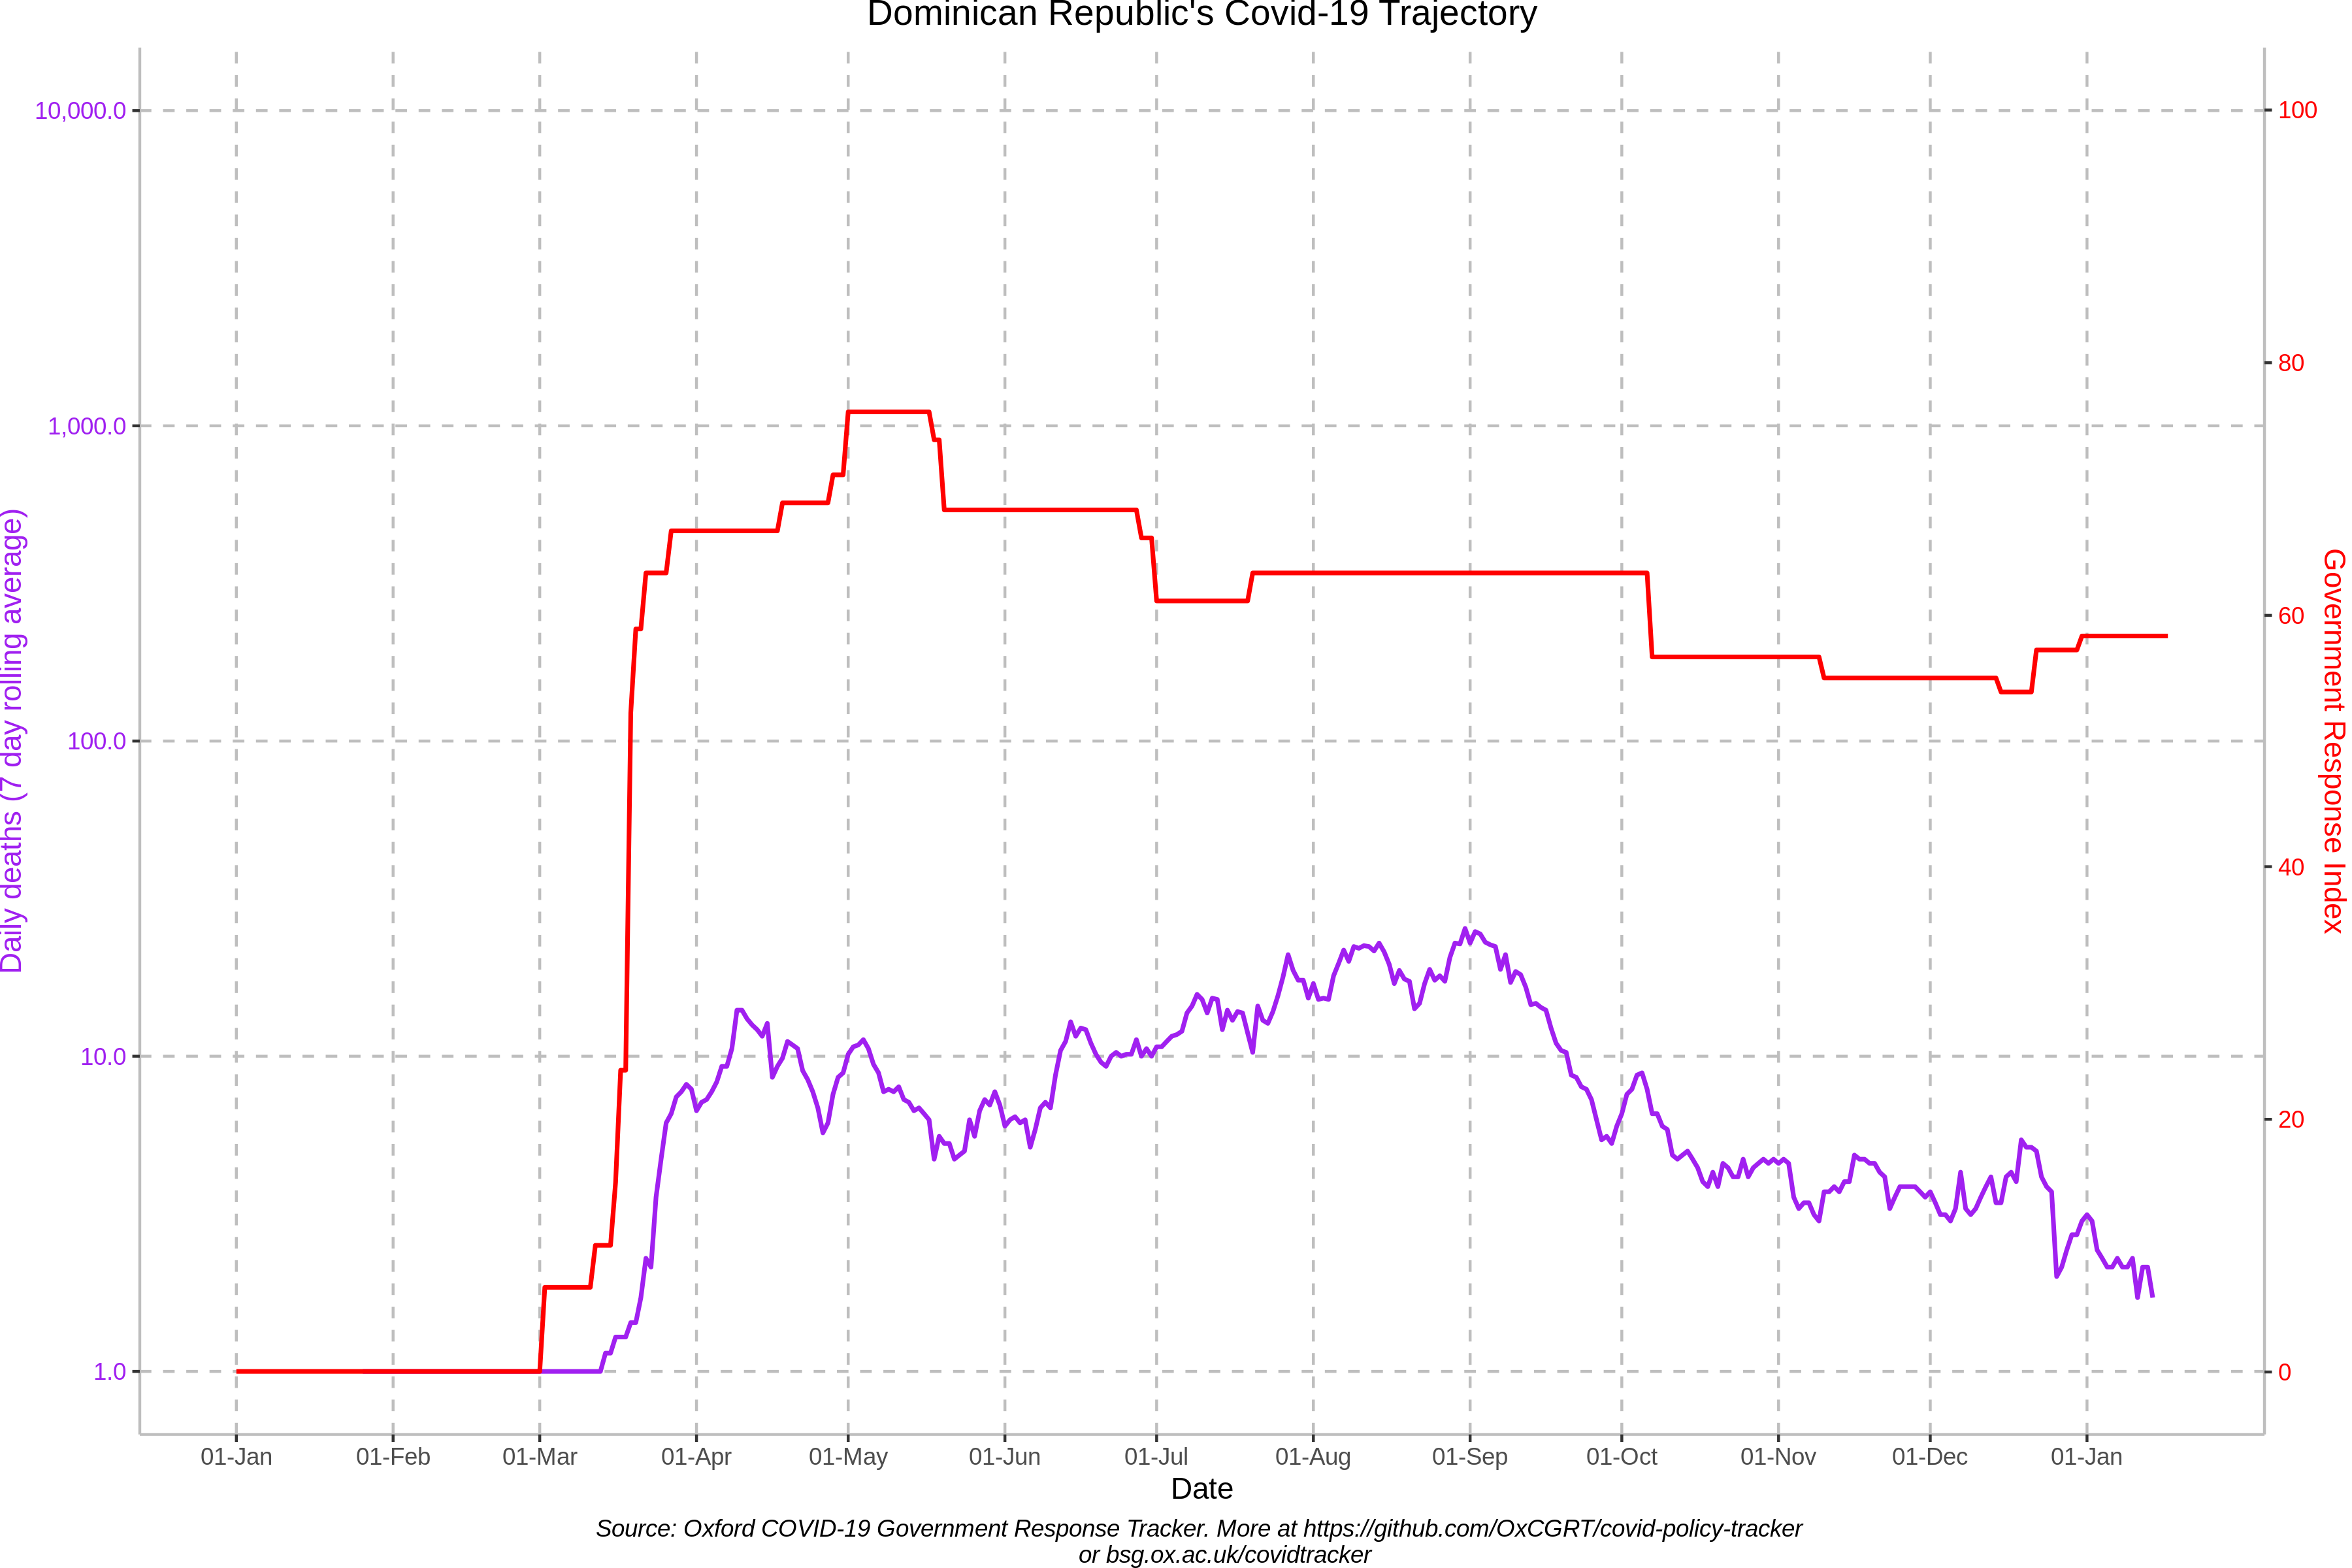 Dominican Republic's Covid-19 Trajectory
10,000.0
1,000.0
100.0
10.0
1.0
Daily deaths (7 day rolling average)
100
80
60
40
20
0
Government Response Index
01-Jan 01-Feb 01-Mar 01-Apr 01-May 01-Jun 01-Jul 01-Aug 01-Sep 01-Oct 01-Nov 01-Dec 01-Jan
Date
Source: Oxford COVID-19 Government Response Tracker. More at https://github.com/OxCGRT/covid-policy-tracker
or bsg.ox.ac.uk/covidtracker